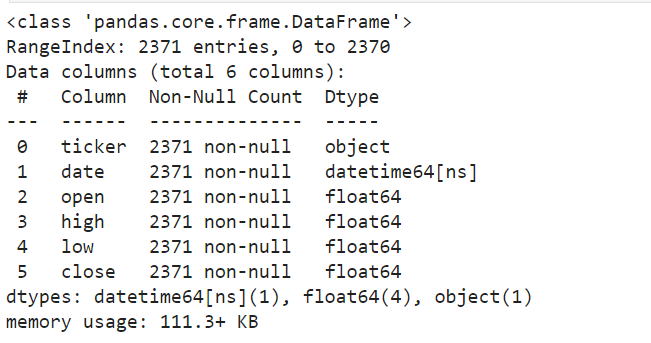 <class 'pandas.core.frame.DataFrame'>
RangeIndex: 2371 entries, 0 to 2370
Data columns (total 6 columns):
 #   Column  Non-Null Count  Dtype
---  ------  --------------  -----
 0   ticker  2371 non-null   object
 1   date    2371 non-null   datetime64[ns]
 2   open    2371 non-null   float64
 3   high    2371 non-null   float64
 4   low     2371 non-null   float64
 5   close   2371 non-null   float64
dtypes: datetime64[ns](1), float64(4), object(1)
memory usage: 111.3+ KB